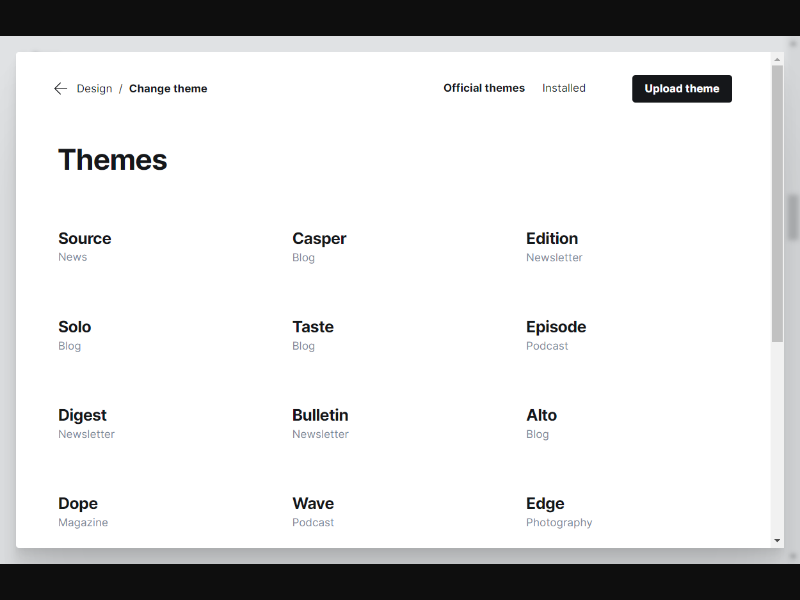 Design / Change theme
Official themes
Installed
Upload theme
Themes
Source
News
Casper
Blog
Edition
Newsletter
Solo
Blog
Taste
Blog
Episode
Podcast
Digest
Newsletter
Bulletin
Newsletter
Alto
Blog
Dope
Magazine
Wave
Podcast
Edge
Photography